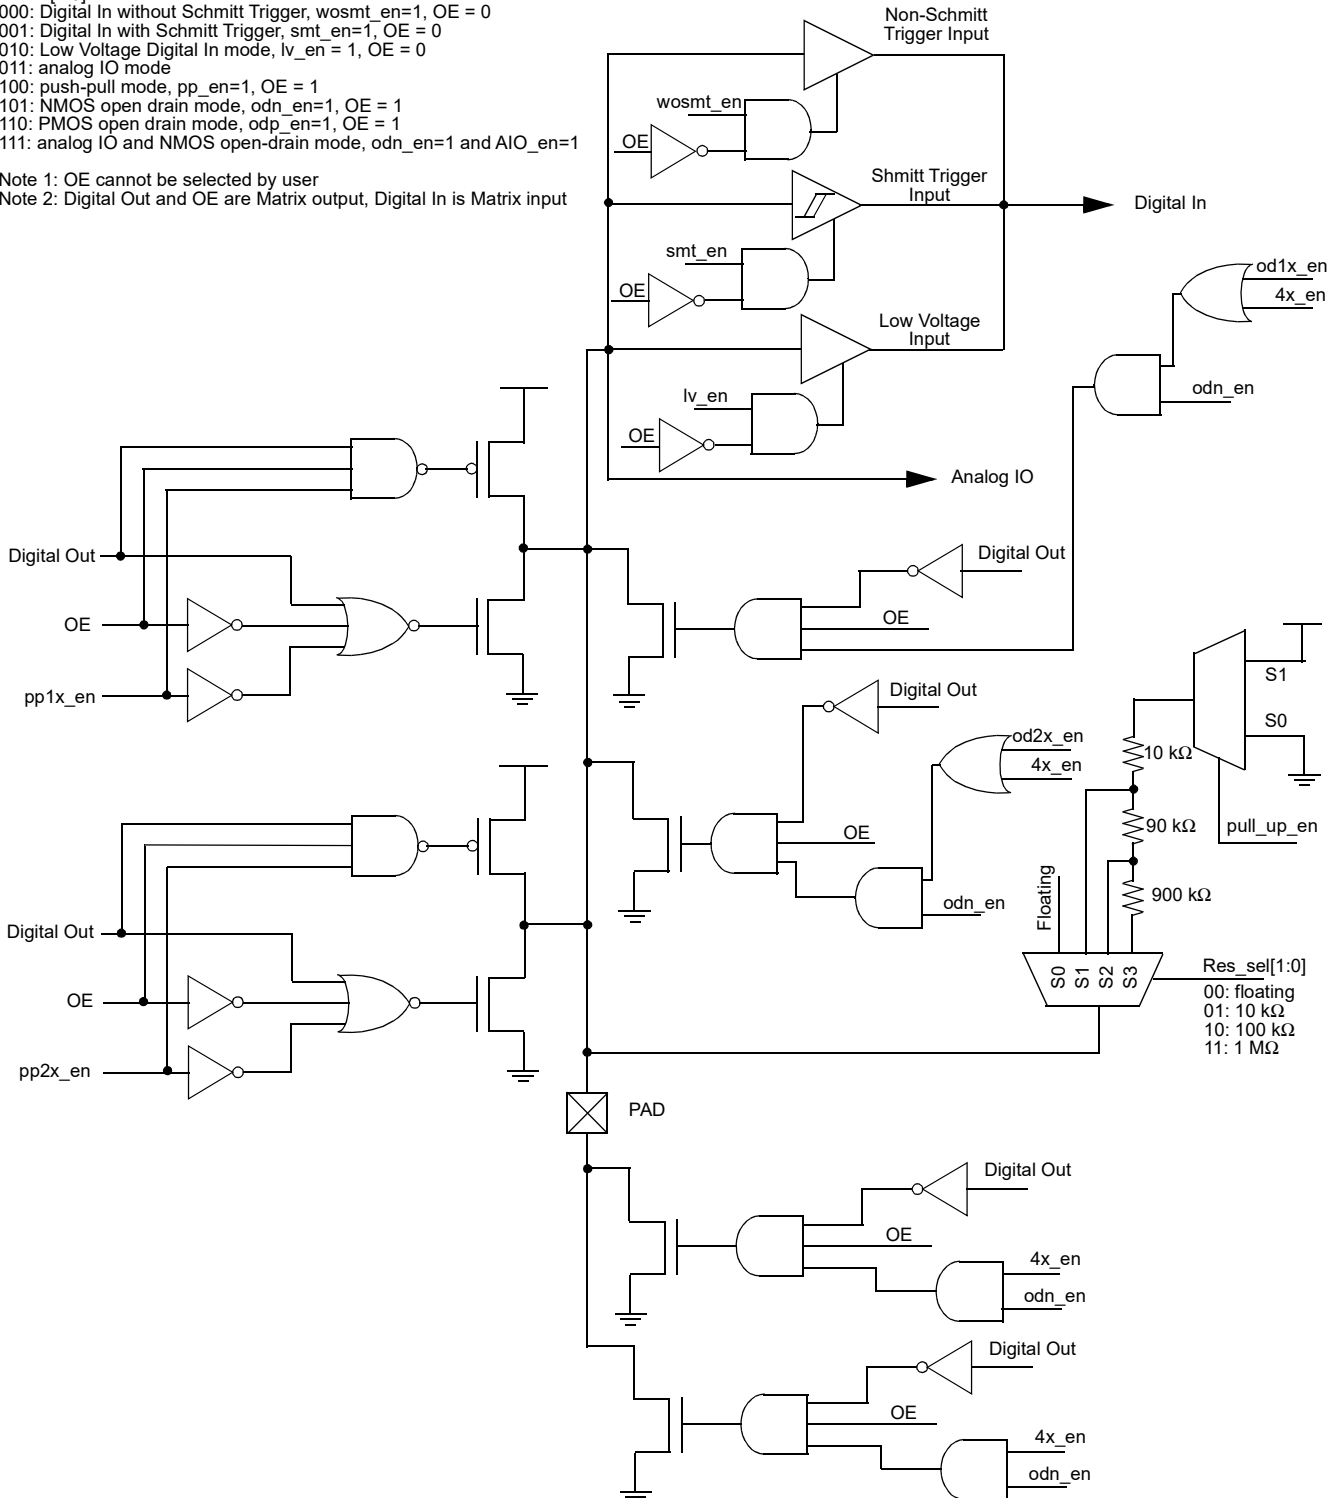 000: Digital In without Schmitt Trigger, wosmt_en=1, OE = 0
001: Digital In with Schmitt Trigger, smt_en=1, OE = 0
010: Low Voltage Digital In mode, lv_en = 1, OE = 0
011: analog IO mode
100: push-pull mode, pp_en=1, OE = 1
101: NMOS open drain mode, odn_en=1, OE = 1
110: PMOS open drain mode, odp_en=1, OE = 1
111: analog IO and NMOS open-drain mode, odn_en=1 and AIO_en=1
Note 1: OE cannot be selected by user
Note 2: Digital Out and OE are Matrix output, Digital In is Matrix input
Non-Schmitt
Trigger Input
wosmt_en
OE
Shmitt Trigger
Input
Digital In
smt_en
OE
od1x_en
4x_en
Low Voltage
Input
odn_en
lv_en
OE
Analog IO
Digital Out
OE
pp1x_en
Digital Out
OE
Digital Out
od2x_en
4x_en
OE
odn_en
S1
S0
10 kΩ
90 kΩ
900 kΩ
pull_up_en
Floating
S0
S1
S2
S3
Res_sel[1:0]
00: floating
01: 10 kΩ
10: 100 kΩ
11: 1 MΩ
Digital Out
OE
pp2x_en
PAD
Digital Out
OE
4x_en
odn_en
Digital Out
OE
4x_en
odn_en